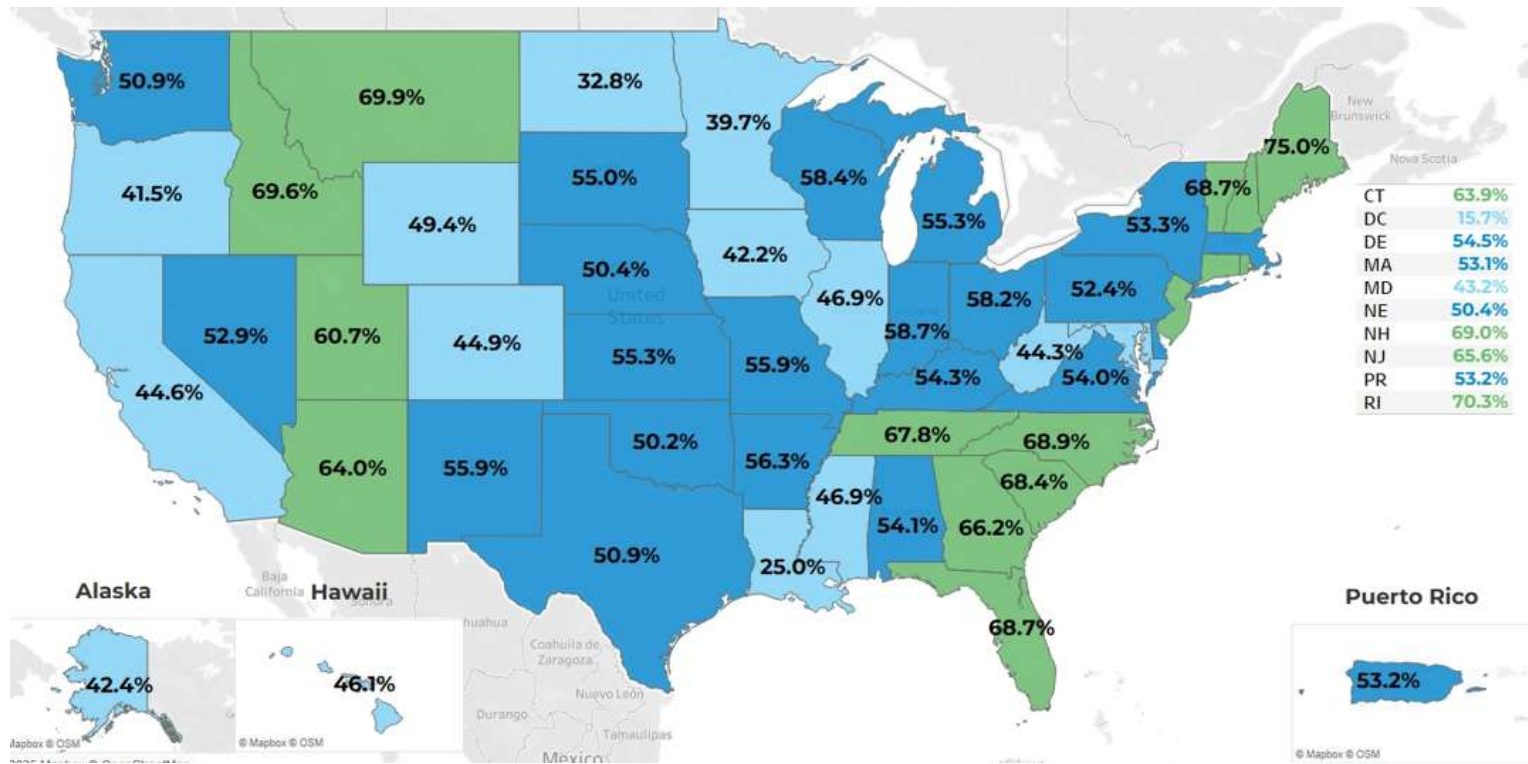 50.9%
69.9%
32.8%
39.7%
New
Brunswick
Nova Scotia
75.0%
41.5%
69.6%
55.0%
58.4%
55.3%
68.7%
53.3%
49.4%
42.2%
50.4%
United
States
46.9%
58.2%
52.4%
52.9%
60.7%
44.9%
55.3%
55.9%
58.7%
44.3%
54.3%
54.0%
44.6%
CT 63.9%
DC 15.7%
DE 54.5%
MA 53.1%
MD 43.2%
NE 50.4%
NH 69.0%
NJ 65.6%
PR 53.2%
RI 70.3%
64.0%
55.9%
50.2%
56.3%
67.8%
68.9%
68.4%
46.9%
54.1%
66.2%
50.9%
25.0%
68.7%
Baja
California
Sonora
Coahuila de
Zaragoza
Nuevo León
Durango
Tamaulipas
Mexico
Alaska
42.4%
Hawaii
46.1%
© Mapbox © OSM
Puerto Rico
53.2%
© Mapbox © OSM